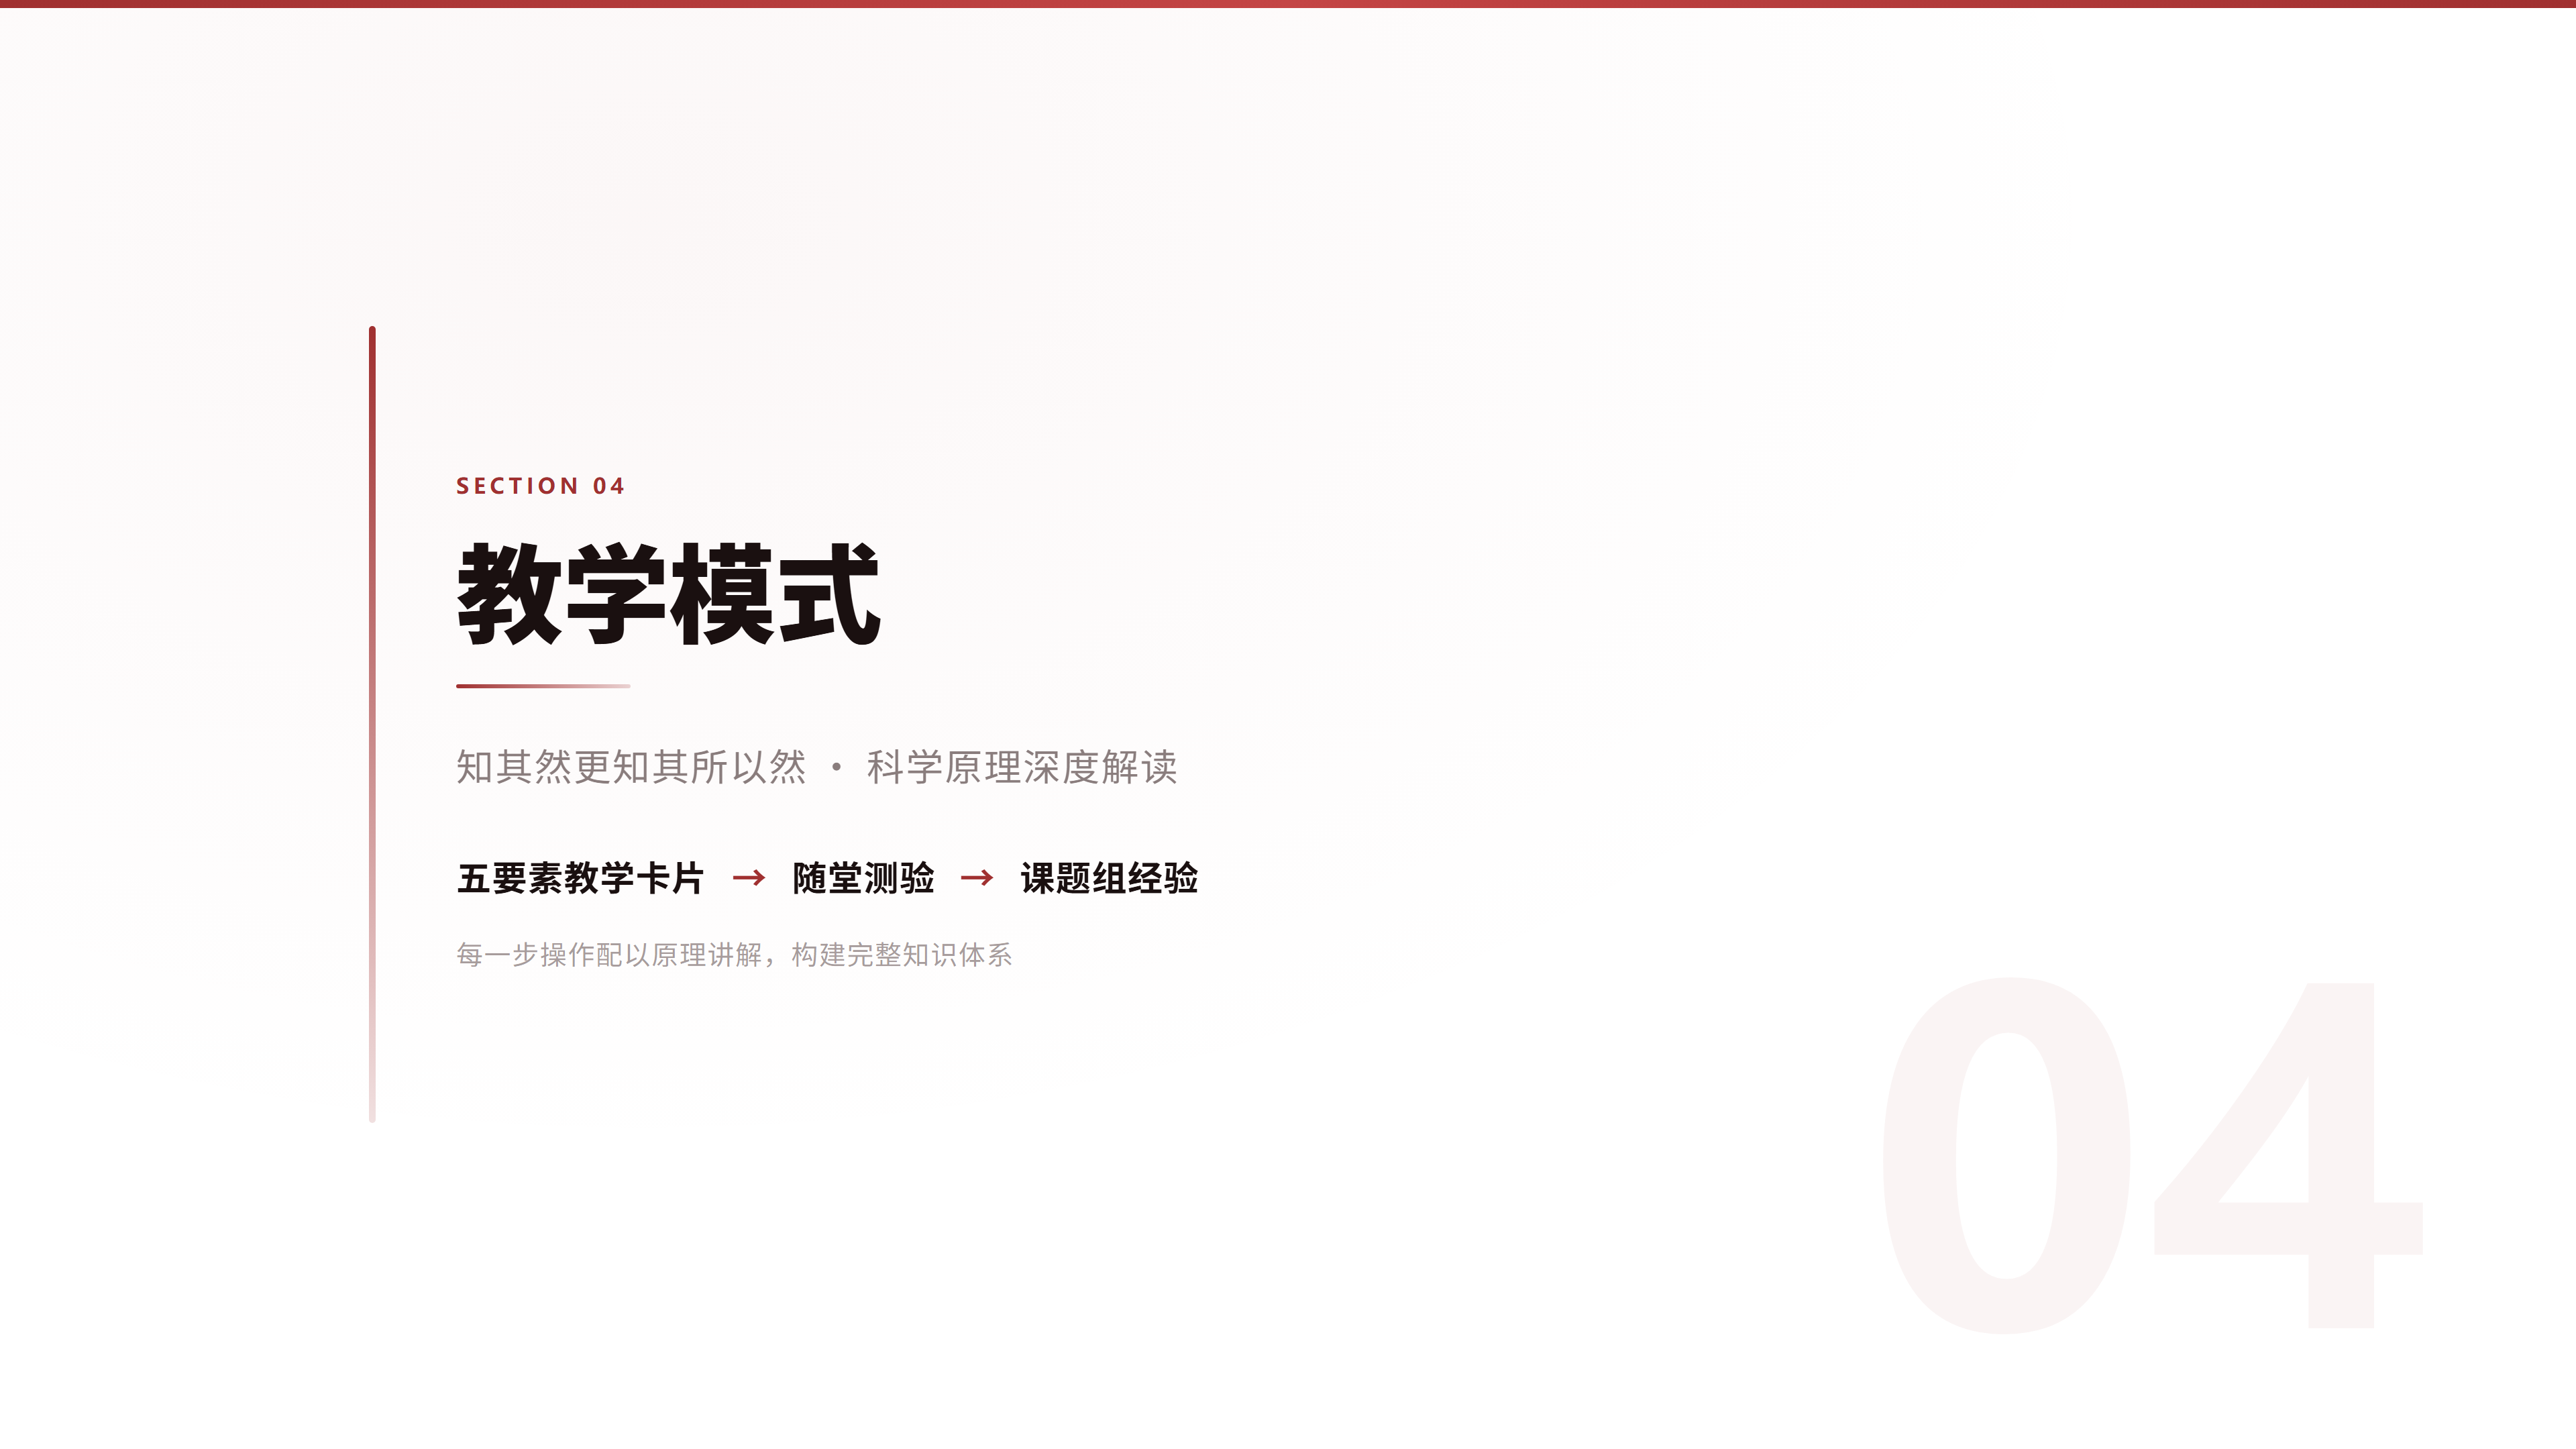 SECTION 04
教学模式
知其然更知其所以然 · 科学原理深度解读
五要素教学卡片 → 随堂测验 → 课题组经验
每一步操作配以原理讲解，构建完整知识体系
04